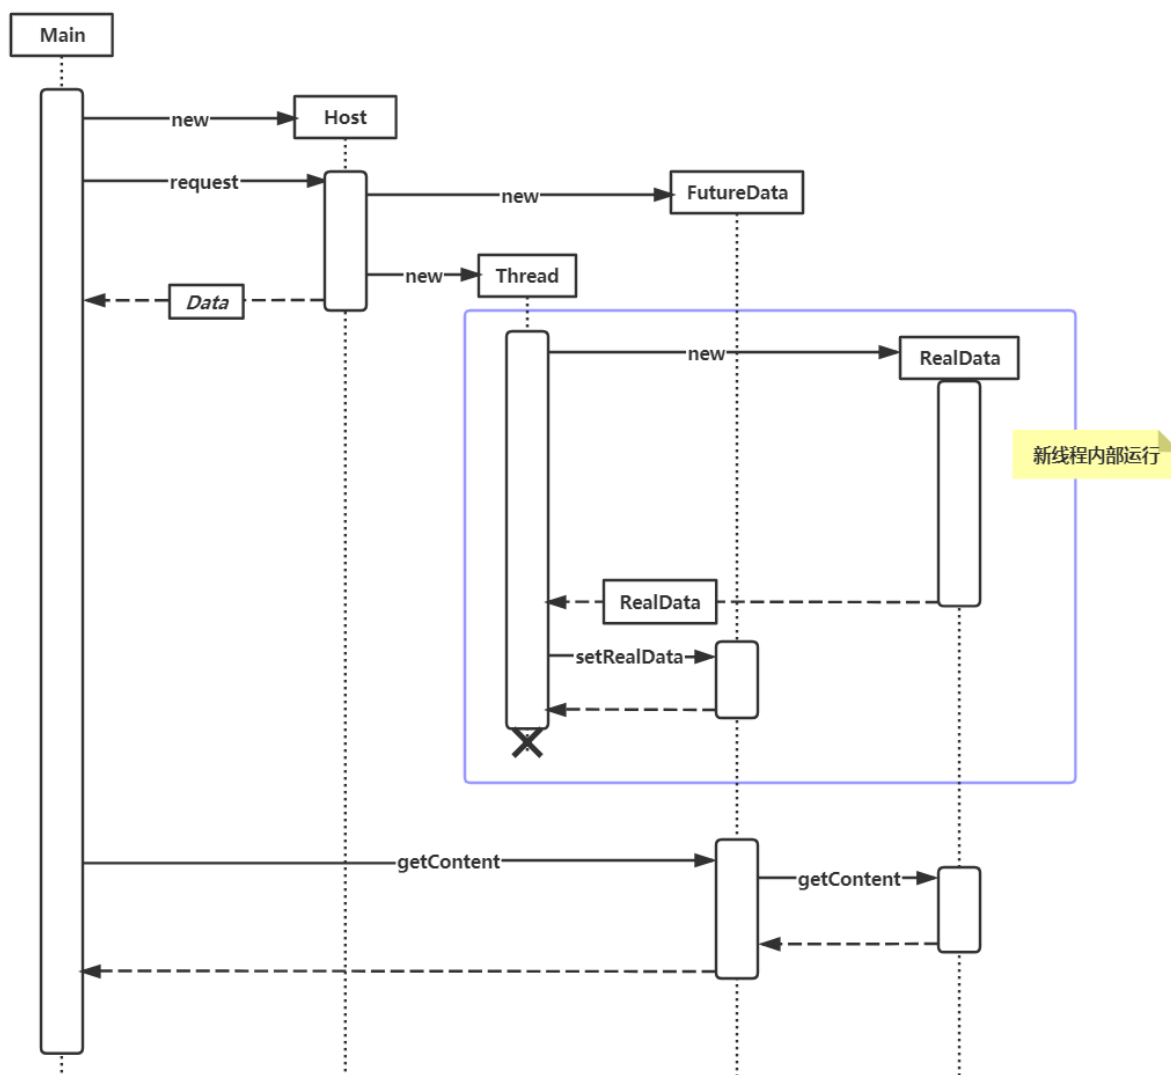 Main
new
Host
request
new
FutureData
new
Thread
Data
new
RealData
新线程内部运行
RealData
setRealData
getContent
getContent